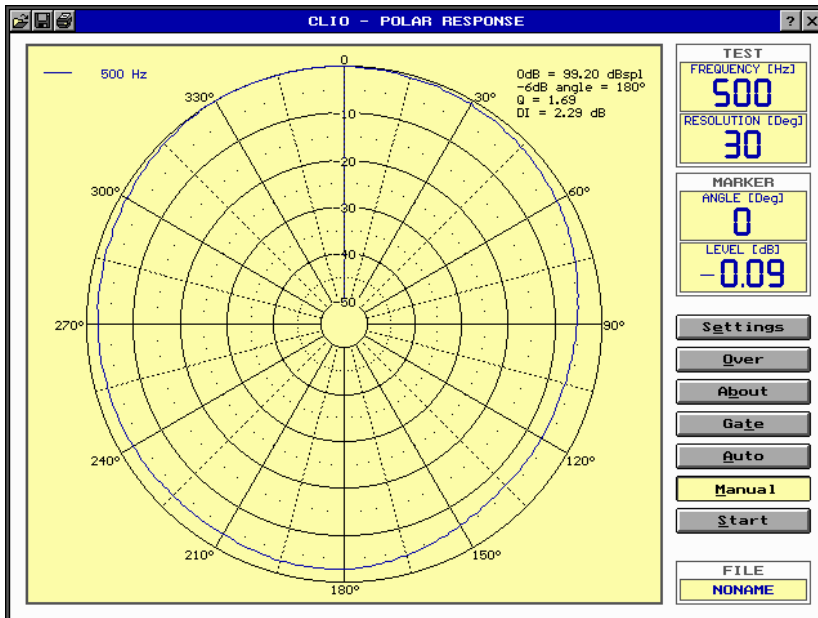 CLIO - POLAR RESPONSE
?
X
500 Hz
0dB = 99.20 dBspl
-6dB angle = 180°
Q = 1.69
DI = 2.29 dB
0
330°
30°
-10
-20
300°
60°
-30
-40
-50
270°
90°
240°
120°
210°
150°
180°
TEST
FREQUENCY [Hz]
500
RESOLUTION [Deg]
30
MARKER
ANGLE [Deg]
0
LEVEL [dB]
-0.09
Settings
Over
About
Gate
Auto
Manual
Start
FILE
NONAME